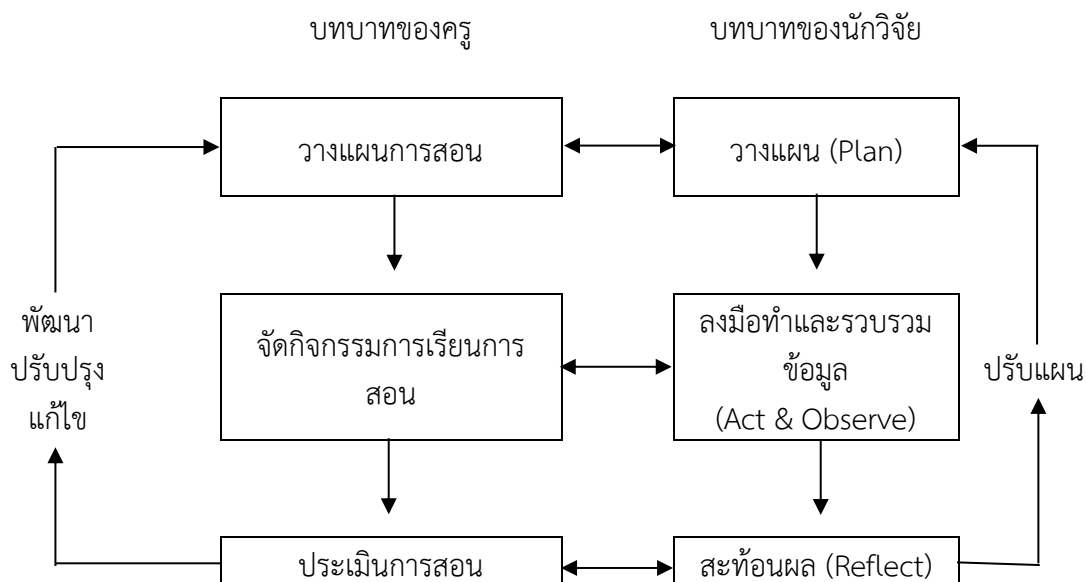 บทบาทของครู
บทบาทของนักวิจัย
วางแผนการสอน
วางแผน (Plan)
พัฒนา
ปรับปรุง
แก้ไข
จัดกิจกรรมการเรียนการ
สอน
ลงมือทำและรวบรวม
ข้อมูล
(Act & Observe)
ปรับแผน
ประเมินการสอน
สะท้อนผล (Reflect)